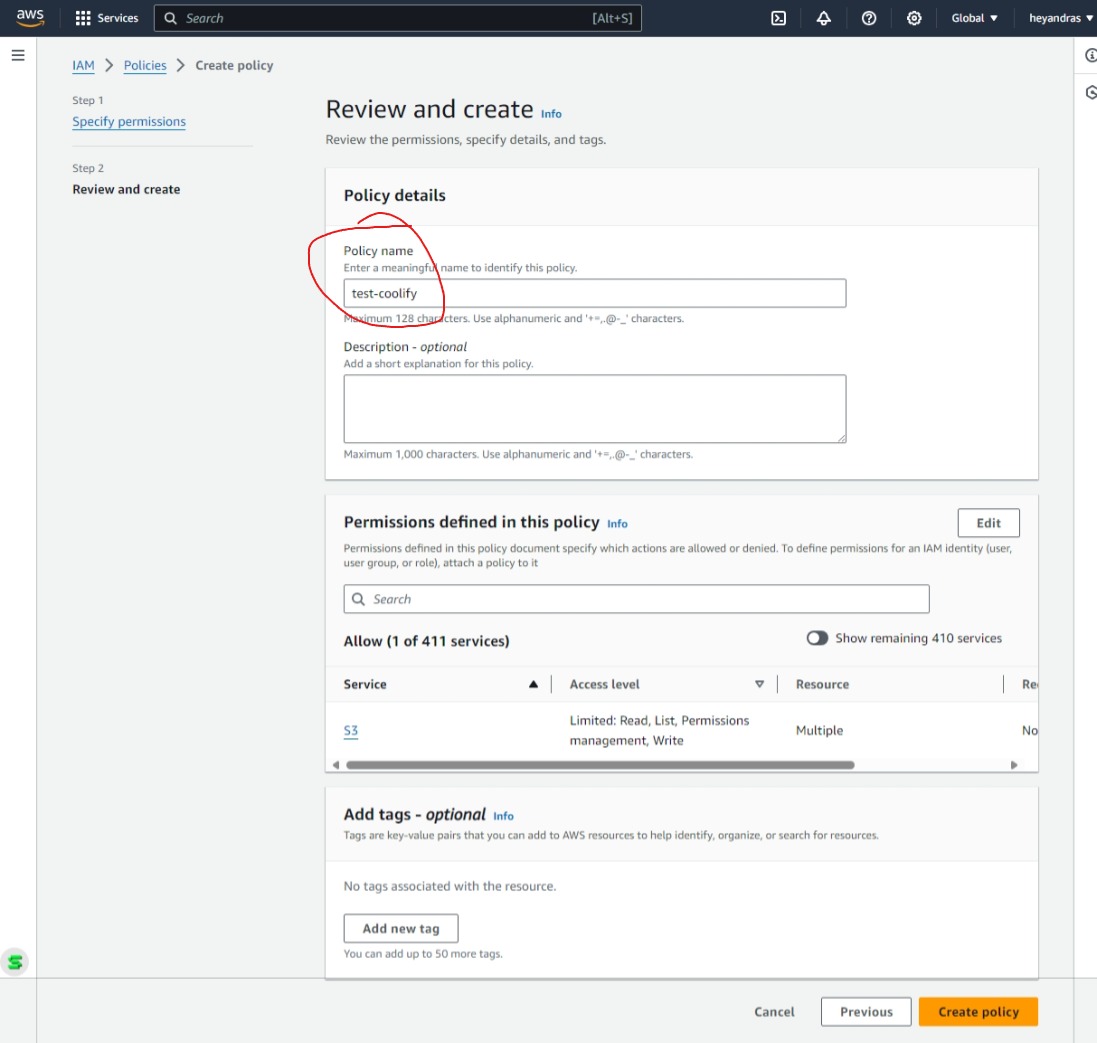 aws
Services
Search
[Alt+S]
Global
heyandras
IAM
Policies
Create policy
Step 1
Specify permissions
Step 2
Review and create
Review and create Info
Review the permissions, specify details, and tags.
Policy details
Policy name
Enter a meaningful name to identify this policy.
test-coolify
Maximum 128 characters. Use alphanumeric and '+=,.@-_' characters.
Description - optional
Add a short explanation for this policy.
Maximum 1,000 characters. Use alphanumeric and '+=,.@-_' characters.
Permissions defined in this policy Info
Edit
Permissions defined in this policy document specify which actions are allowed or denied. To define permissions for an IAM identity (user,
user group, or role), attach a policy to it
Search
Allow (1 of 411 services)
Show remaining 410 services
Service
Access level
Resource
Re
S3
Limited: Read, List, Permissions
management, Write
Multiple
No
Add tags - optional Info
Tags are key-value pairs that you can add to AWS resources to help identify, organize, or search for resources.
No tags associated with the resource.
Add new tag
You can add up to 50 more tags.
Cancel
Previous
Create policy